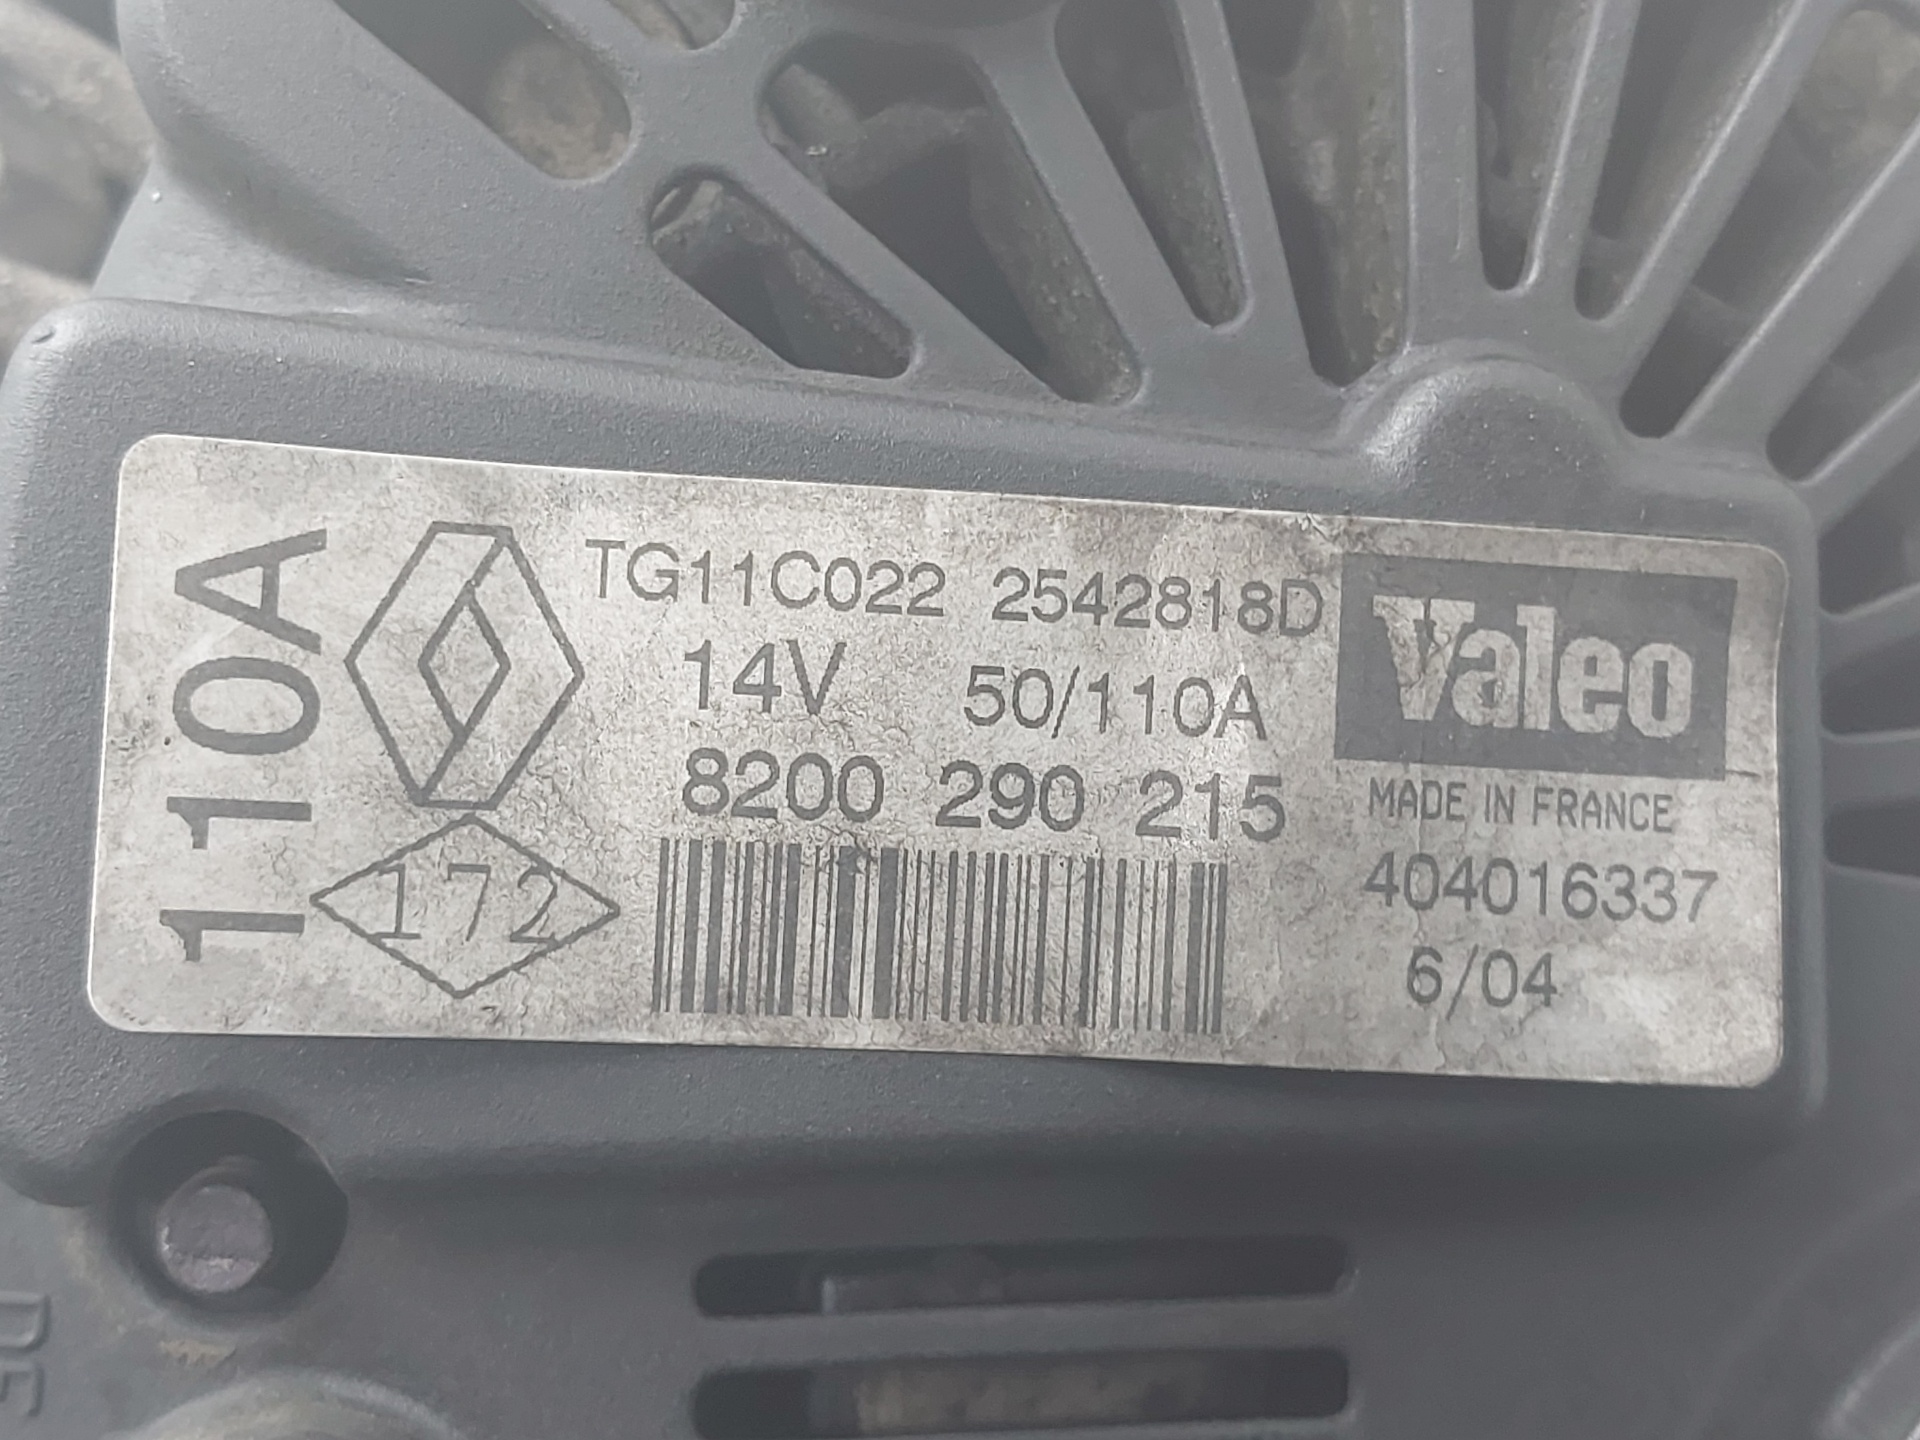 110A
TG11C022 2542818D
14V 50/110A
8200 290 215
172
Valeo
MADE IN FRANCE
404016337
6/04